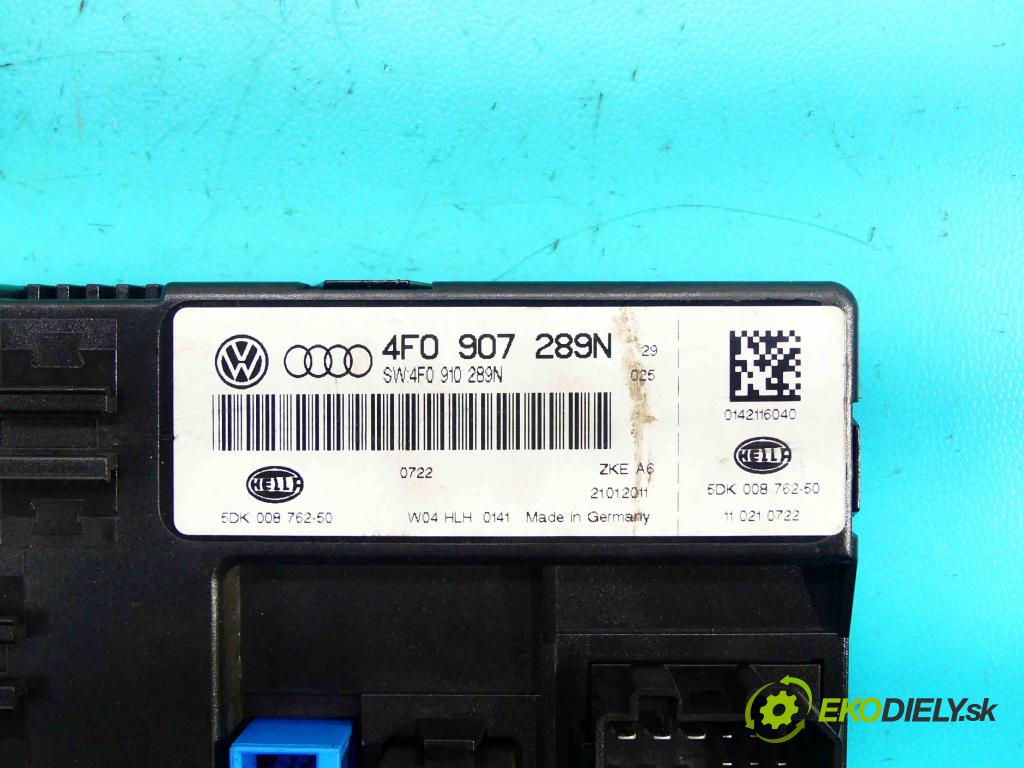 4F0 907 289N 29
SW:4F0 910 289N 025
0142116040
0722 ZKE A6
HELLA
HELLA
21012011
5DK 008 762-50
5DK 008 762-50
W04 HLH 0141 Made in Germany
11 021 0722
EKODIELY.sk